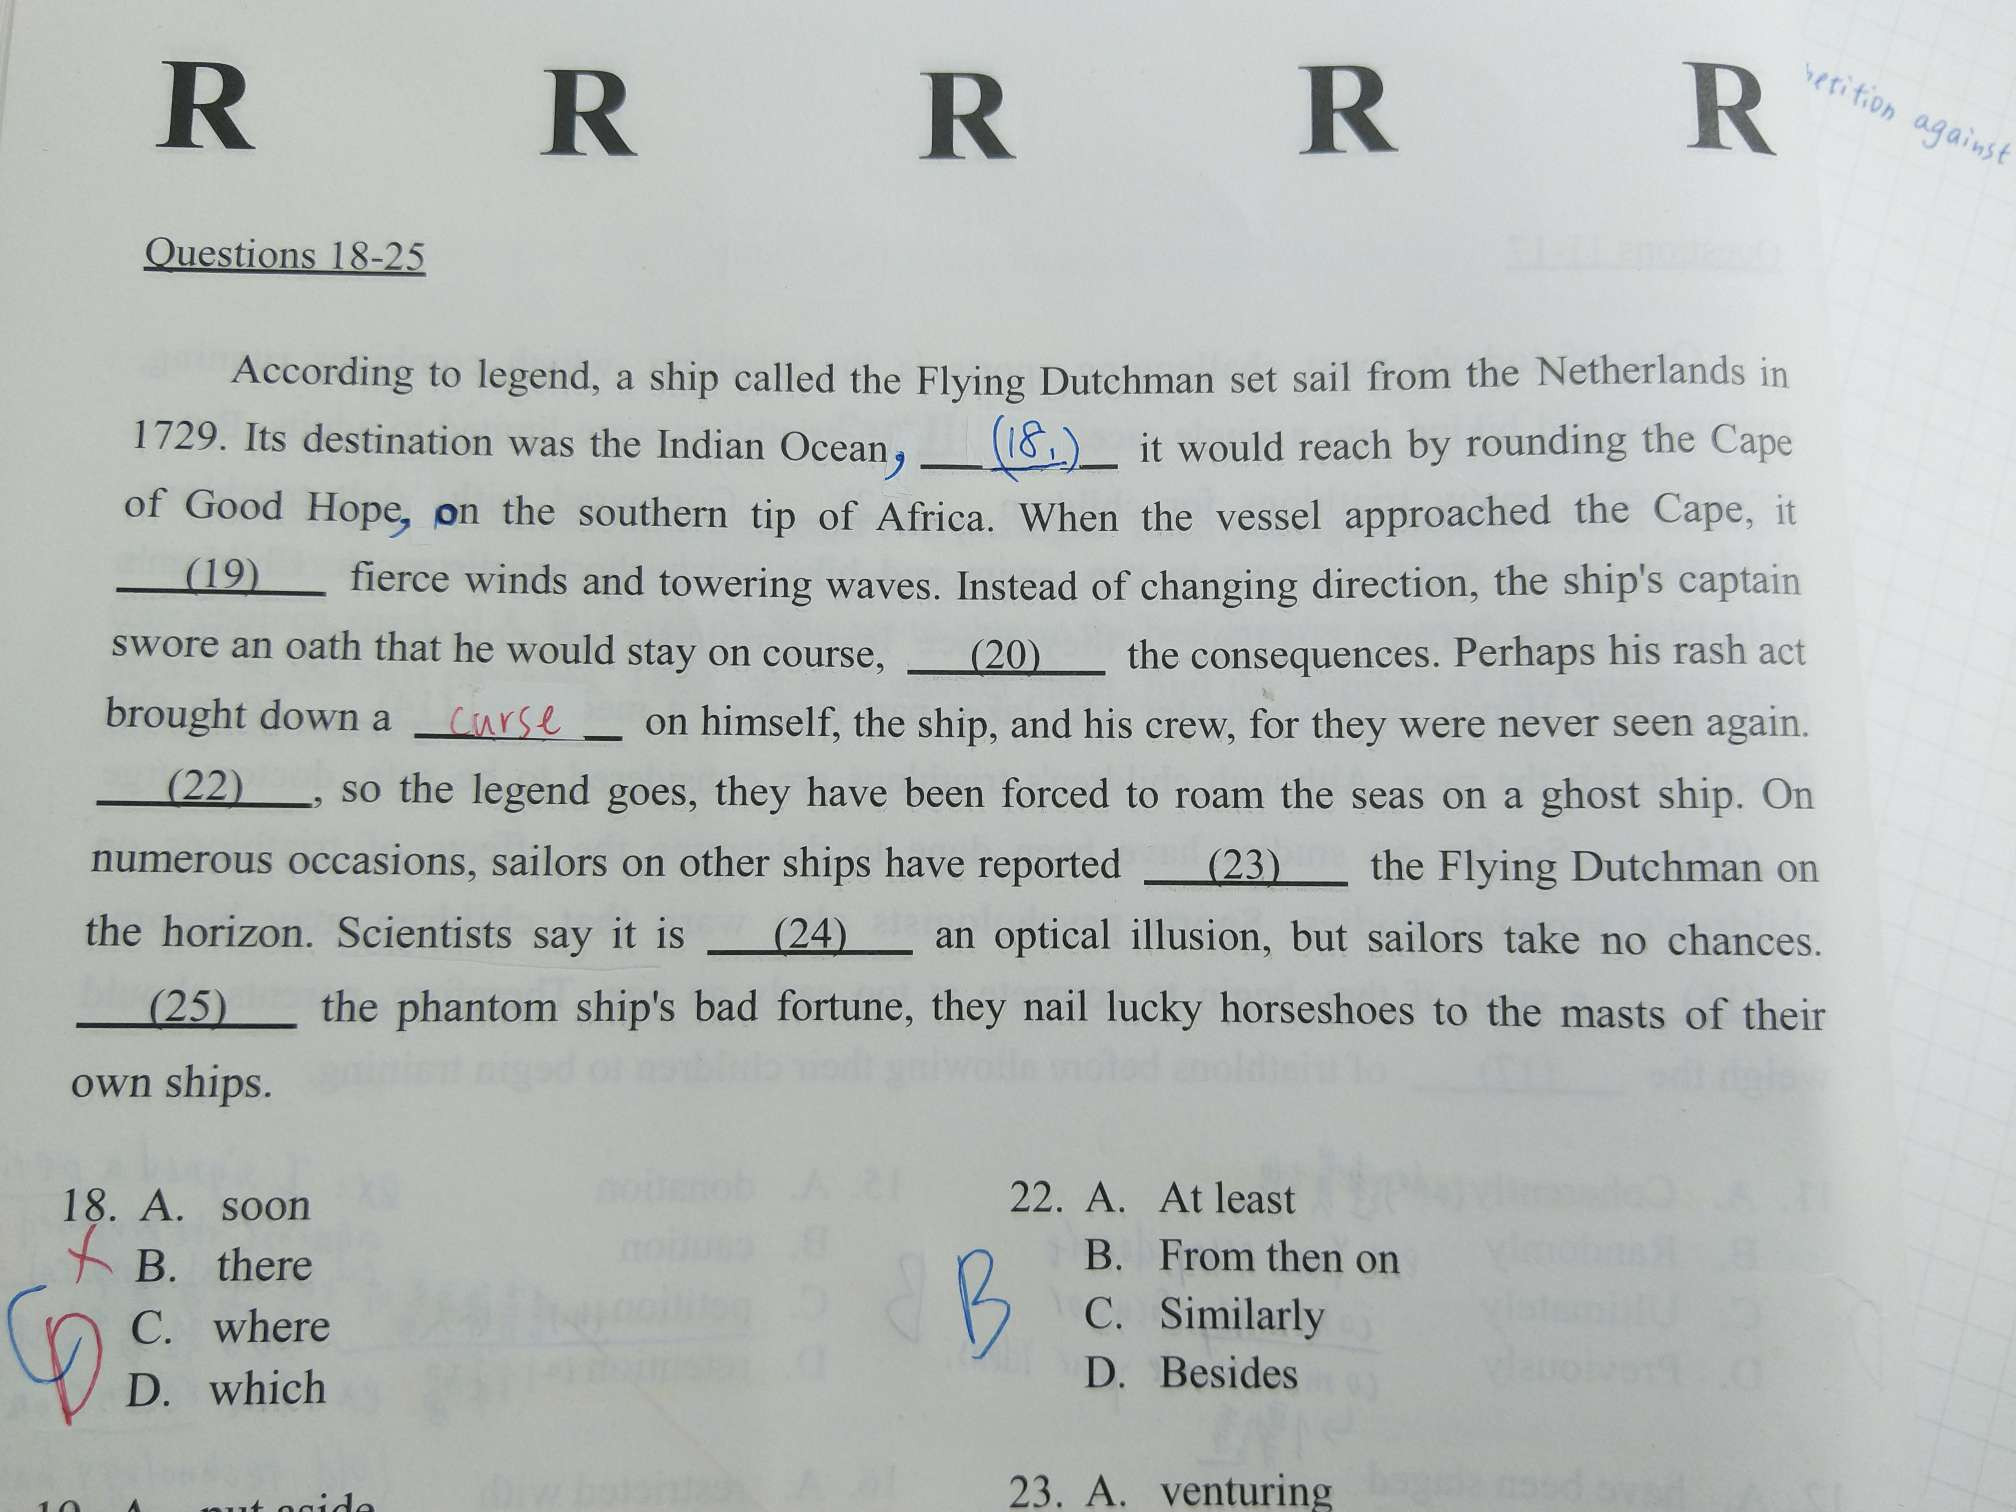 R R R R R
petition against
Questions 18-25
According to legend, a ship called the Flying Dutchman set sail from the Netherlands in
1729. Its destination was the Indian Ocean, (18.) it would reach by rounding the Cape
of Good Hope, on the southern tip of Africa. When the vessel approached the Cape, it
(19) fierce winds and towering waves. Instead of changing direction, the ship's captain
swore an oath that he would stay on course, (20) the consequences. Perhaps his rash act
brought down a curse on himself, the ship, and his crew, for they were never seen again.
(22), so the legend goes, they have been forced to roam the seas on a ghost ship. On
numerous occasions, sailors on other ships have reported (23) the Flying Dutchman on
the horizon. Scientists say it is (24) an optical illusion, but sailors take no chances.
(25) the phantom ship's bad fortune, they nail lucky horseshoes to the masts of their
own ships.
18. A. soon
B. there
C. where
D. which
C
D
22. A. At least
B. From then on
C. Similarly
D. Besides
B
19. A. put aside
23. A. venturing